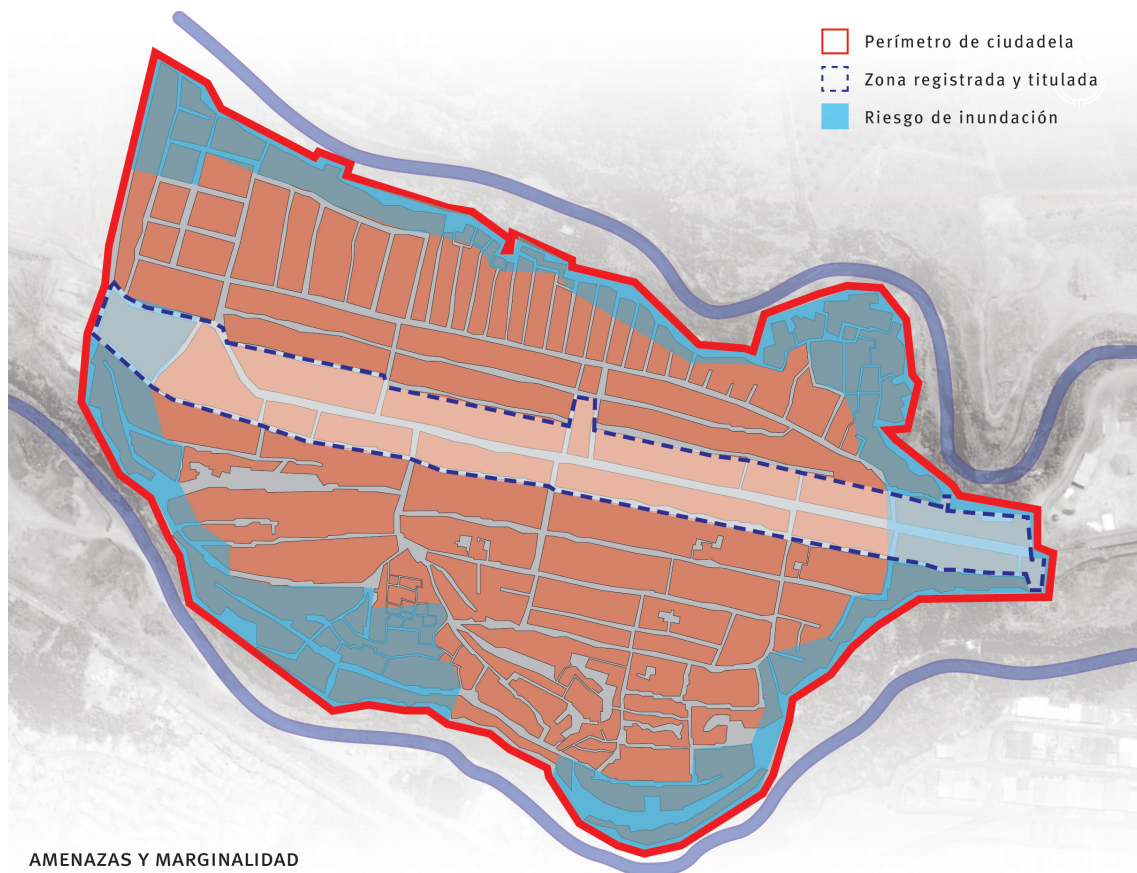 Perímetro de ciudadela
Zona registrada y titulada
Riesgo de inundación
AMENAZAS Y MARGINALIDAD